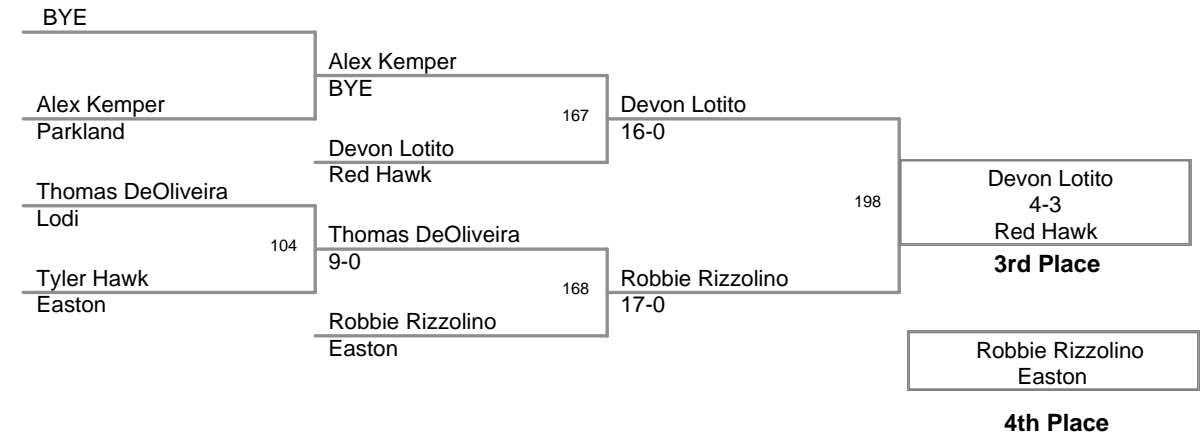 BYE
Alex Kemper
Parkland
Thomas DeOliveira
Lodi
104
Tyler Hawk
Easton
Alex Kemper
BYE
167
Devon Lotito
Red Hawk
Thomas DeOliveira
9-0
168
Robbie Rizzolino
Easton
Devon Lotito
16-0
198
Robbie Rizzolino
17-0
Devon Lotito
4-3
Red Hawk
3rd Place
Robbie Rizzolino
Easton
4th Place